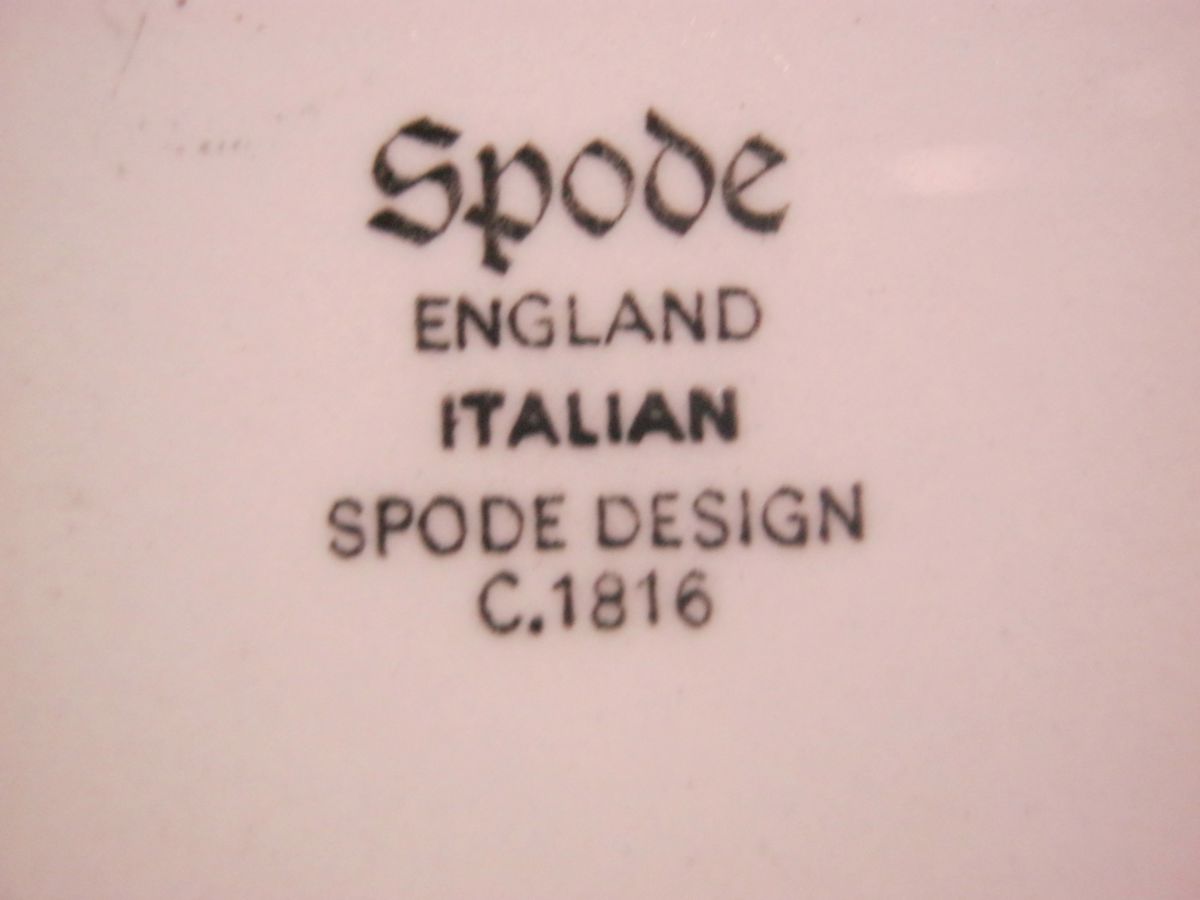 Spode
ENGLAND
ITALIAN
SPODE DESIGN
C.1816